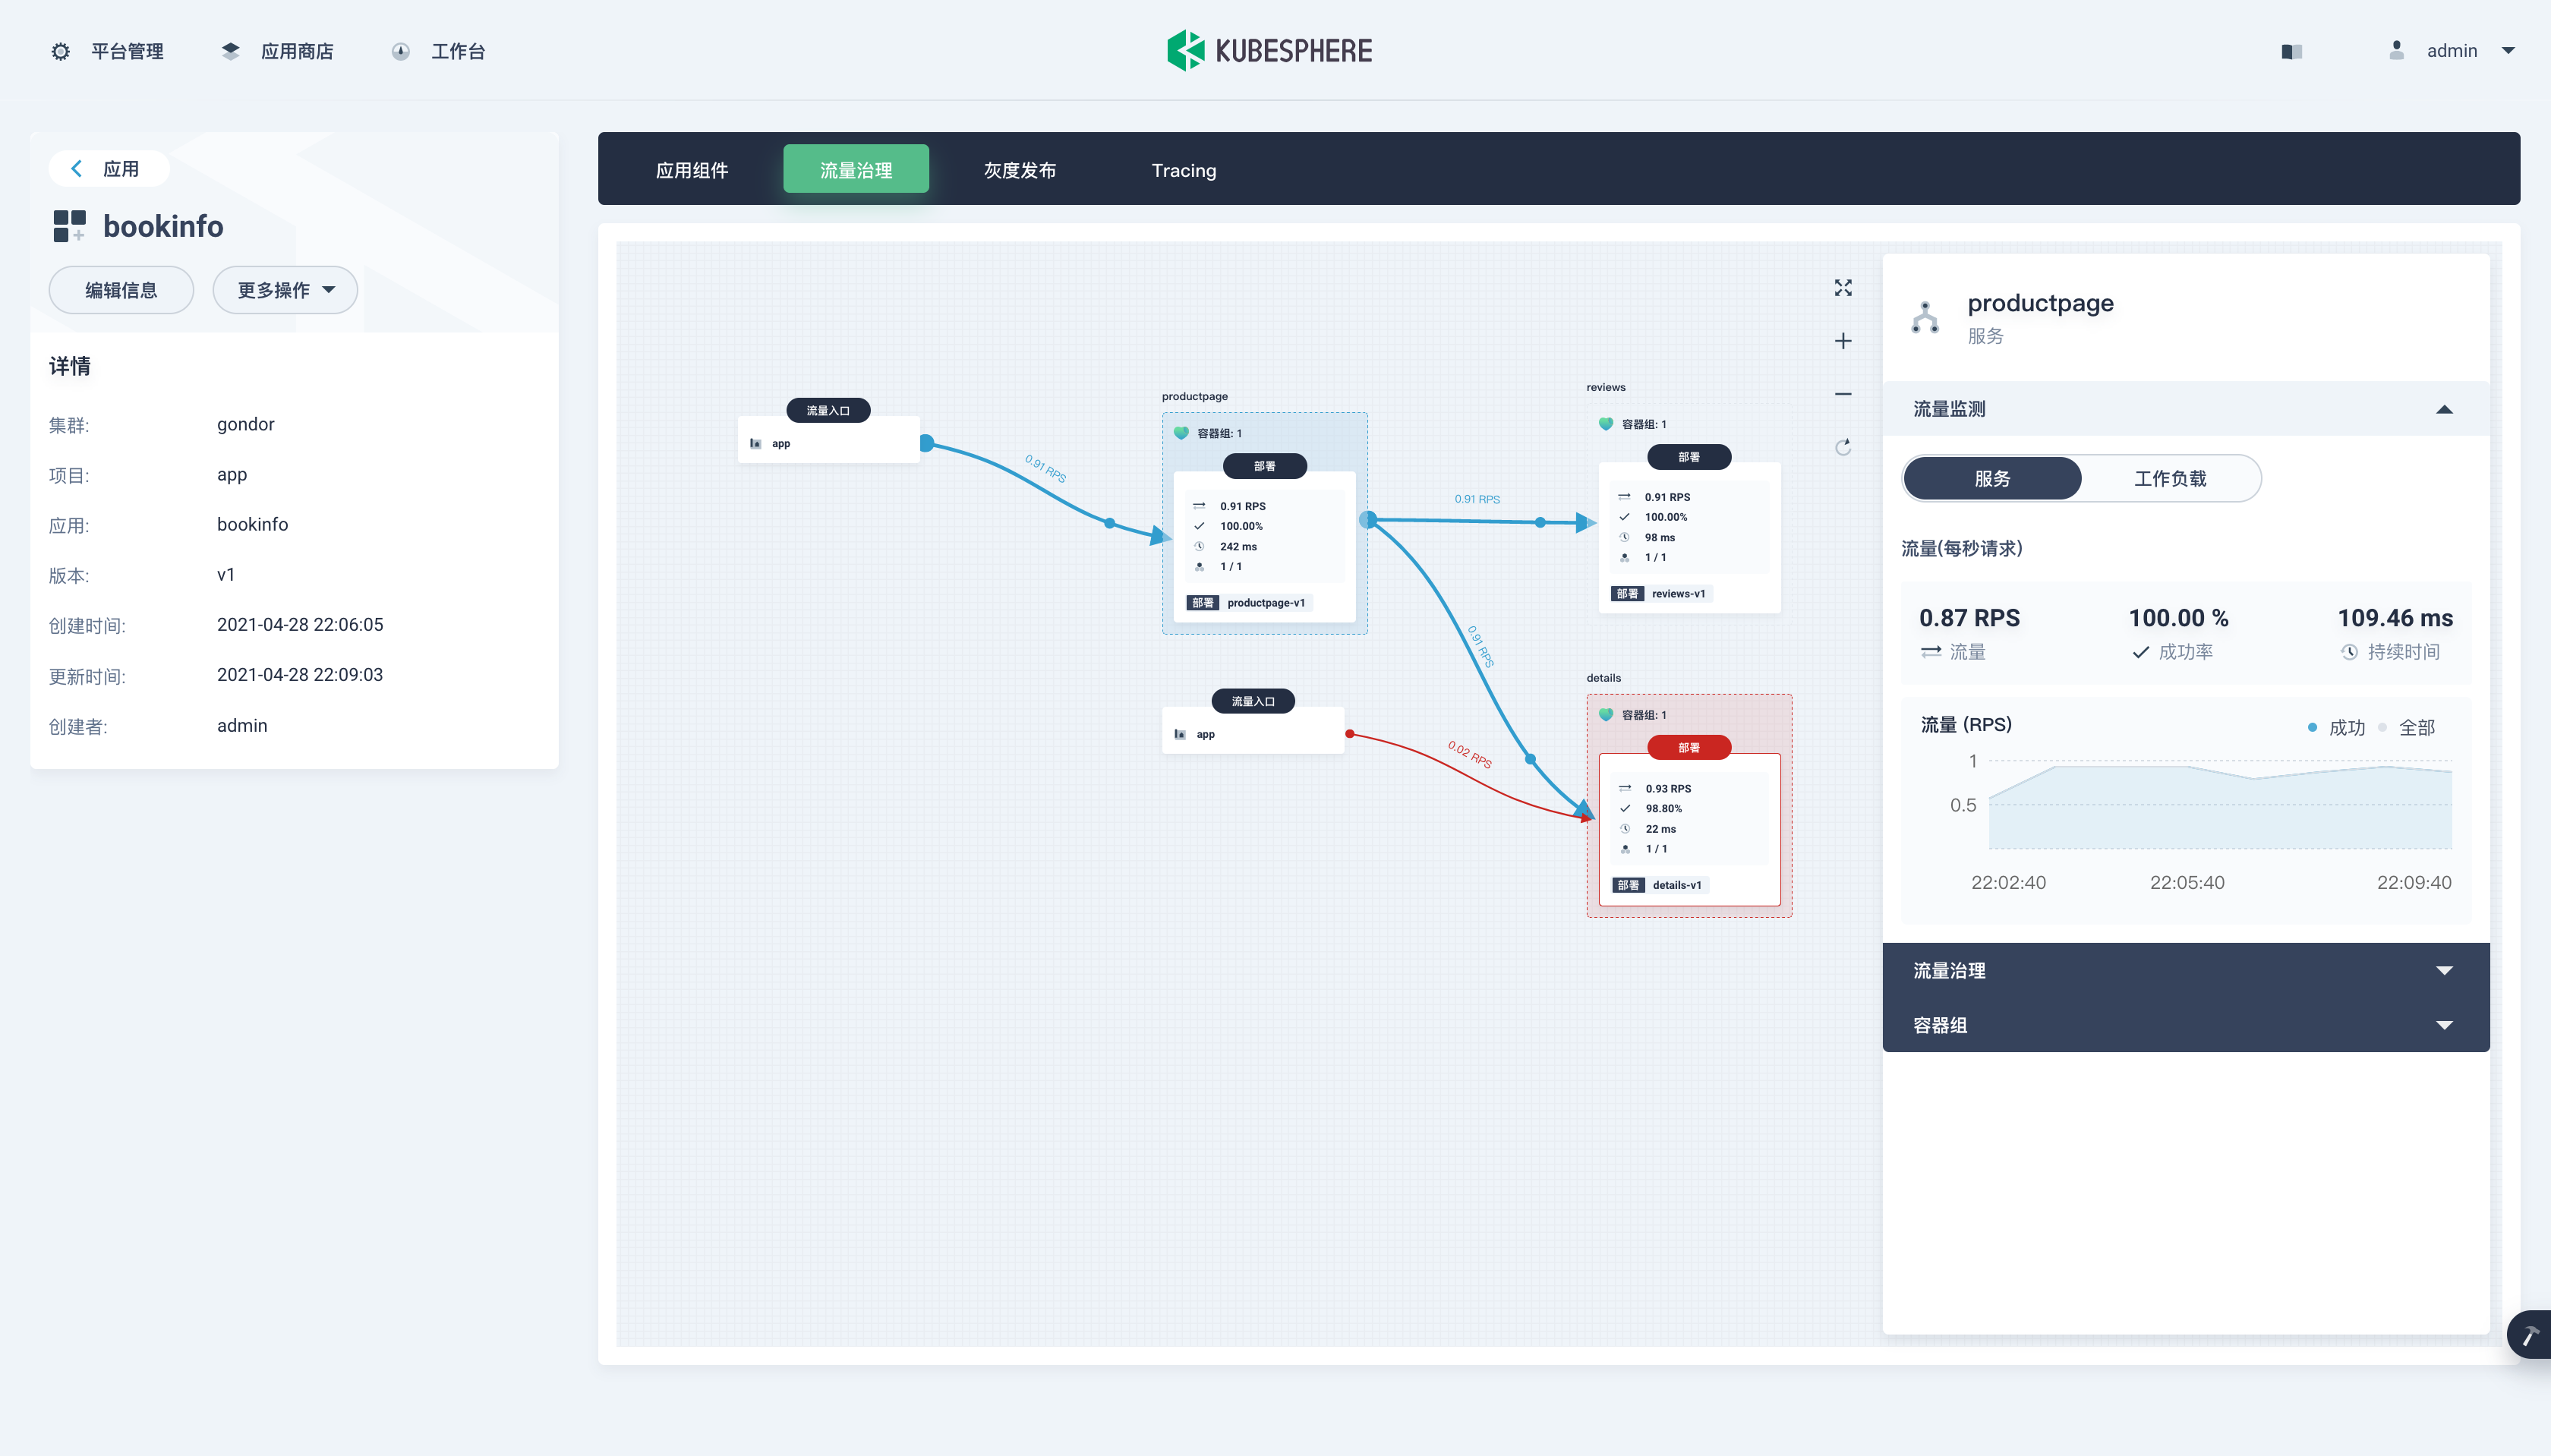 平台管理
应用商店
工作台
KUBESPHERE
admin
应用
bookinfo
编辑信息
更多操作
详情
集群: gondor
项目: app
应用: bookinfo
版本: v1
创建时间: 2021-04-28 22:06:05
更新时间: 2021-04-28 22:09:03
创建者: admin
应用组件
流量治理
灰度发布
Tracing
流量入口
app
0.91 RPS
productpage
容器组: 1
部署
0.91 RPS
100.00%
242 ms
1 / 1
部署 productpage-v1
0.91 RPS
reviews
容器组: 1
部署
0.91 RPS
100.00%
98 ms
1 / 1
部署 reviews-v1
0.91 RPS
流量入口
app
0.02 RPS
details
容器组: 1
部署
0.93 RPS
98.80%
22 ms
1 / 1
部署 details-v1
productpage
服务
流量监测
服务
工作负载
流量(每秒请求)
0.87 RPS
流量
100.00 %
成功率
109.46 ms
持续时间
流量 (RPS)
成功
全部
1
0.5
22:02:40
22:05:40
22:09:40
流量治理
容器组